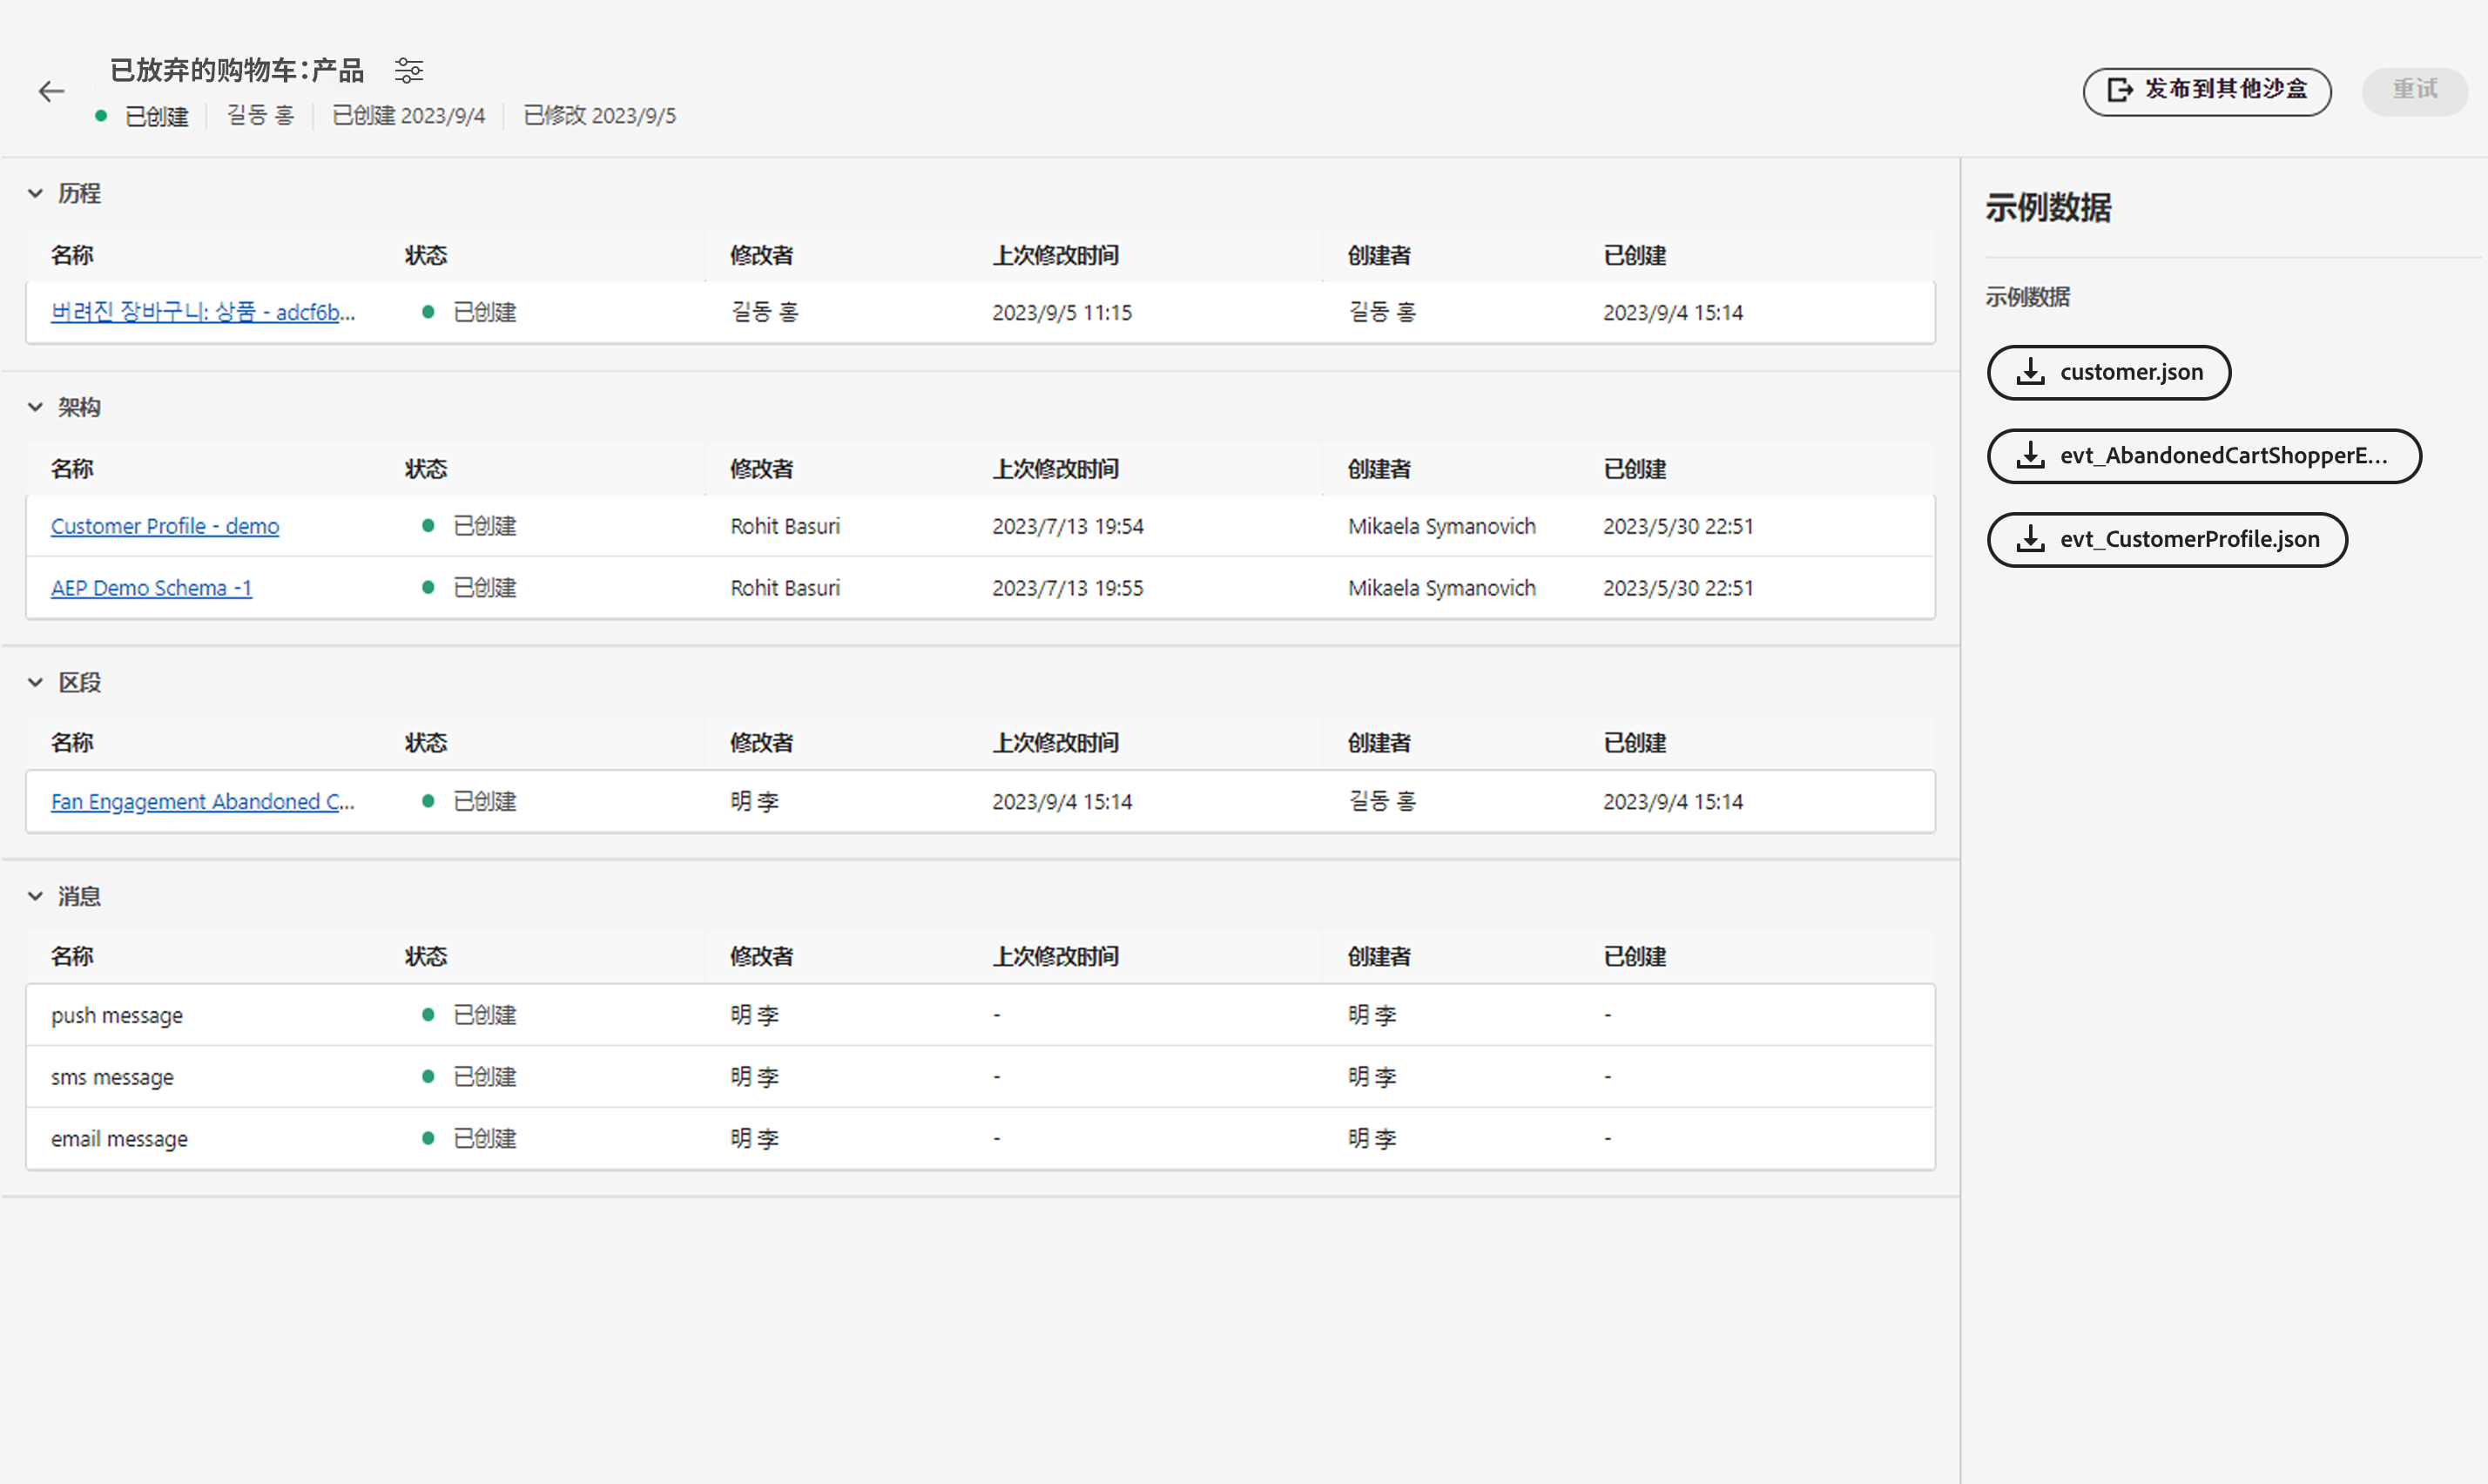 已放弃的购物车：产品
已创建 길동 홍 已创建 2023/9/4 已修改 2023/9/5
发布到其他沙盒 重试
历程
名称 状态 修改者 上次修改时间 创建者 已创建
버려진 장바구니: 상품 - adcf6b... 已创建 길동 홍 2023/9/5 11:15 길동 홍 2023/9/4 15:14
架构
名称 状态 修改者 上次修改时间 创建者 已创建
Customer Profile - demo 已创建 Rohit Basuri 2023/7/13 19:54 Mikaela Symanovich 2023/5/30 22:51
AEP Demo Schema -1 已创建 Rohit Basuri 2023/7/13 19:55 Mikaela Symanovich 2023/5/30 22:51
区段
名称 状态 修改者 上次修改时间 创建者 已创建
Fan Engagement Abandoned C... 已创建 明 李 2023/9/4 15:14 길동 홍 2023/9/4 15:14
消息
名称 状态 修改者 上次修改时间 创建者 已创建
push message 已创建 明 李 - 明 李 -
sms message 已创建 明 李 - 明 李 -
email message 已创建 明 李 - 明 李 -
示例数据
示例数据
customer.json
evt_AbandonedCartShopperE...
evt_CustomerProfile.json